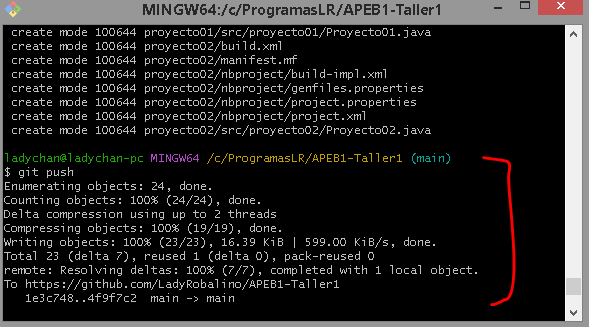 MINGW64:/c/ProgramasLR/APEB1-Taller1
create mode 100644 proyecto01/src/proyecto01/Proyecto01.java
create mode 100644 proyecto02/build.xml
create mode 100644 proyecto02/manifest.mf
create mode 100644 proyecto02/nbproject/build-impl.xml
create mode 100644 proyecto02/nbproject/genfiles.properties
create mode 100644 proyecto02/nbproject/project.properties
create mode 100644 proyecto02/nbproject/project.xml
create mode 100644 proyecto02/src/proyecto02/Proyecto02.java
ladychan@ladychan-pc MINGW64 /c/ProgramasLR/APEB1-Taller1 (main)
$ git push
Enumerating objects: 24, done.
Counting objects: 100% (24/24), done.
Delta compression using up to 2 threads
Compressing objects: 100% (19/19), done.
Writing objects: 100% (23/23), 16.39 KiB | 599.00 KiB/s, done.
Total 23 (delta 7), reused 1 (delta 0), pack-reused 0
remote: Resolving deltas: 100% (7/7), completed with 1 local object.
To https://github.com/LadyRobalino/APEB1-Taller1
1e3c748..4f9f7c2  main -> main